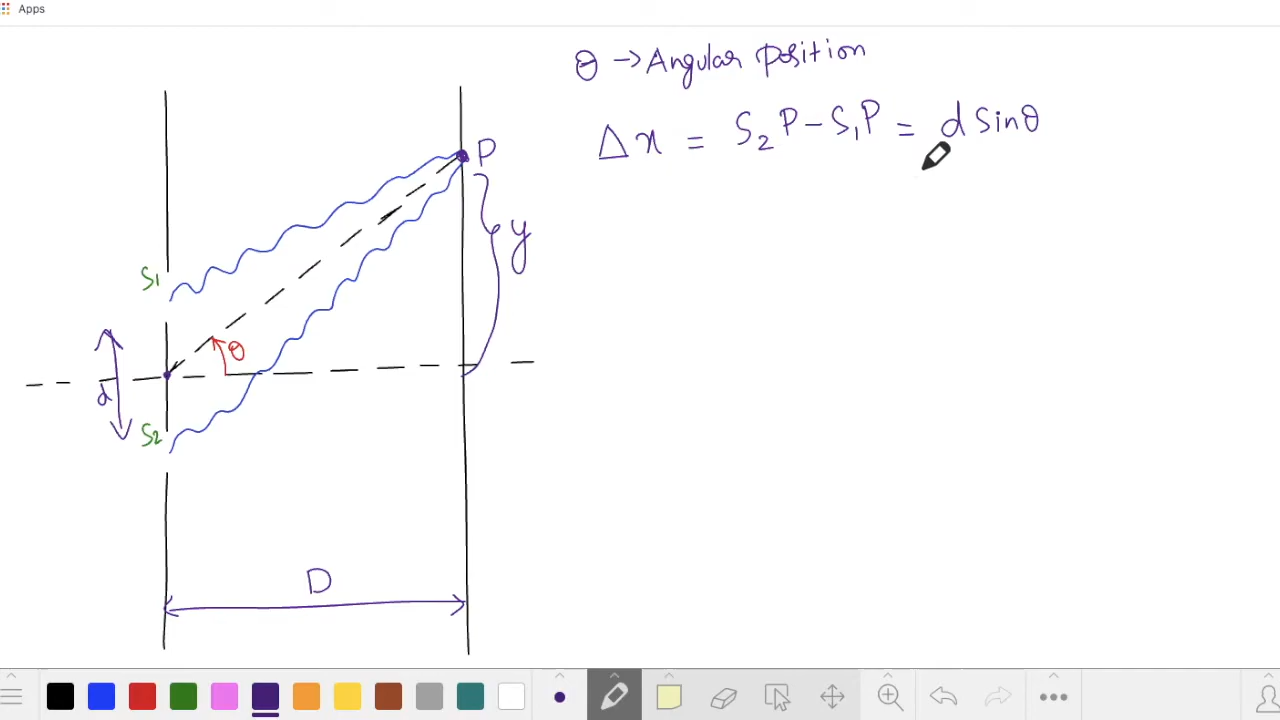 Apps
θ → Angular position
Δx = S₂P − S₁P = d Sinθ
P
y
S1
θ
d
S2
D